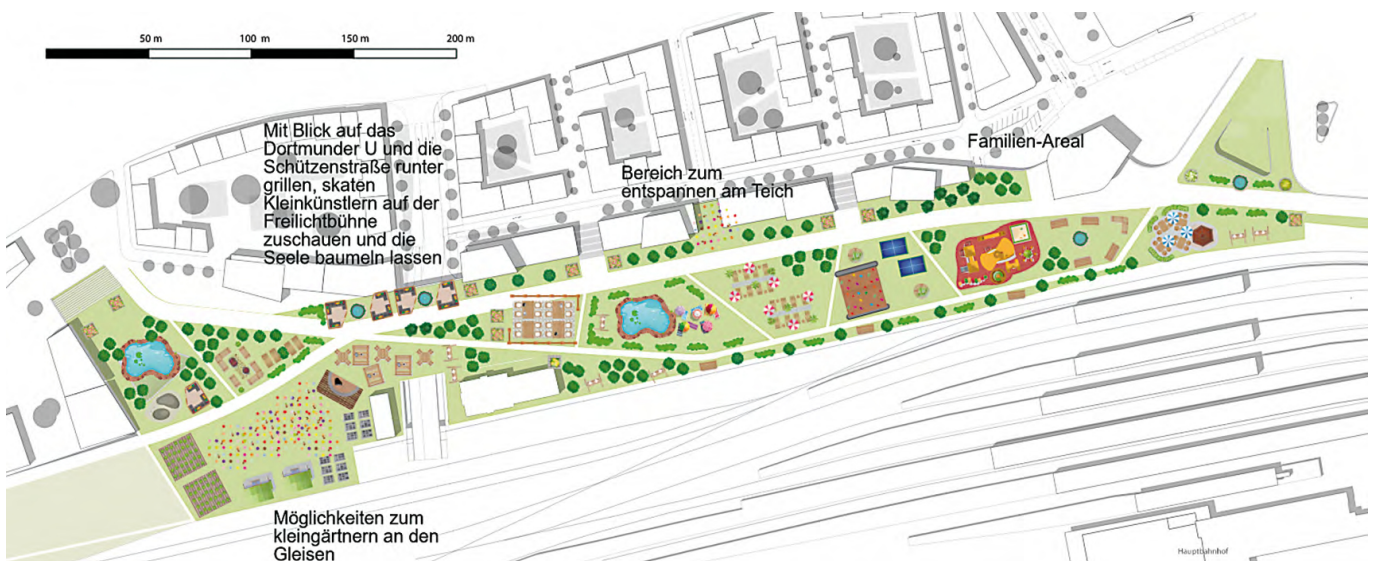 50 m 100 m 150 m 200 m
Mit Blick auf das
Dortmunder U und die
Schützenstraße runter
grillen, skaten
Kleinkünstlern auf der
Freilichtbühne
zuschauen und die
Seele baumeln lassen
Bereich zum
entspannen am Teich
Familien-Areal
Möglichkeiten zum
kleingärtnern an den
Gleisen
Hauptbahnhof